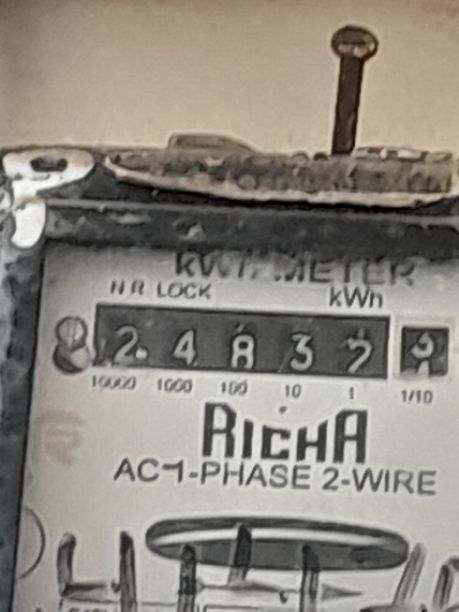 kWh METER
N R LOCK kWh
2 4 8 3
10000 1000 100 10 1 1/10
RICHA
AC-1-PHASE 2-WIRE